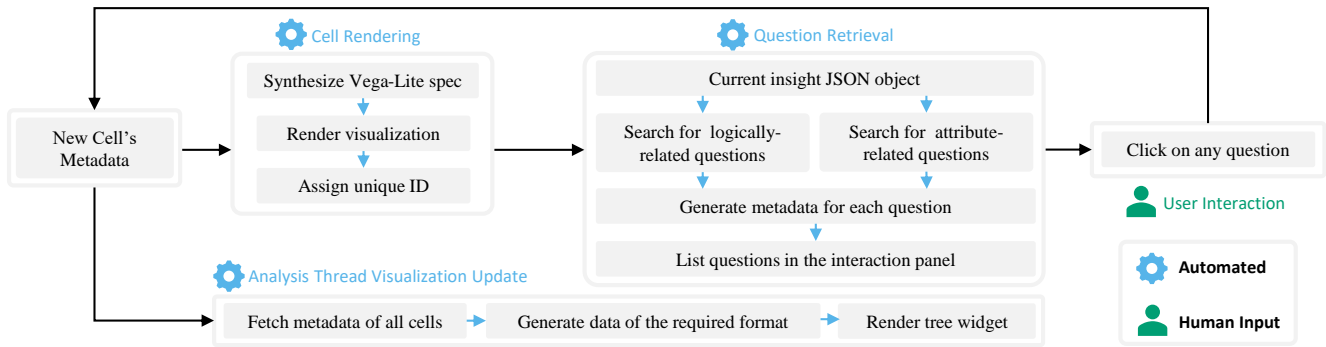 Cell Rendering
Question Retrieval
Synthesize Vega-Lite spec
Render visualization
Assign unique ID
New Cell's
Metadata
Current insight JSON object
Search for logically-
related questions
Search for attribute-
related questions
Generate metadata for each question
List questions in the interaction panel
Click on any question
User Interaction
Automated
Human Input
Analysis Thread Visualization Update
Fetch metadata of all cells
Generate data of the required format
Render tree widget